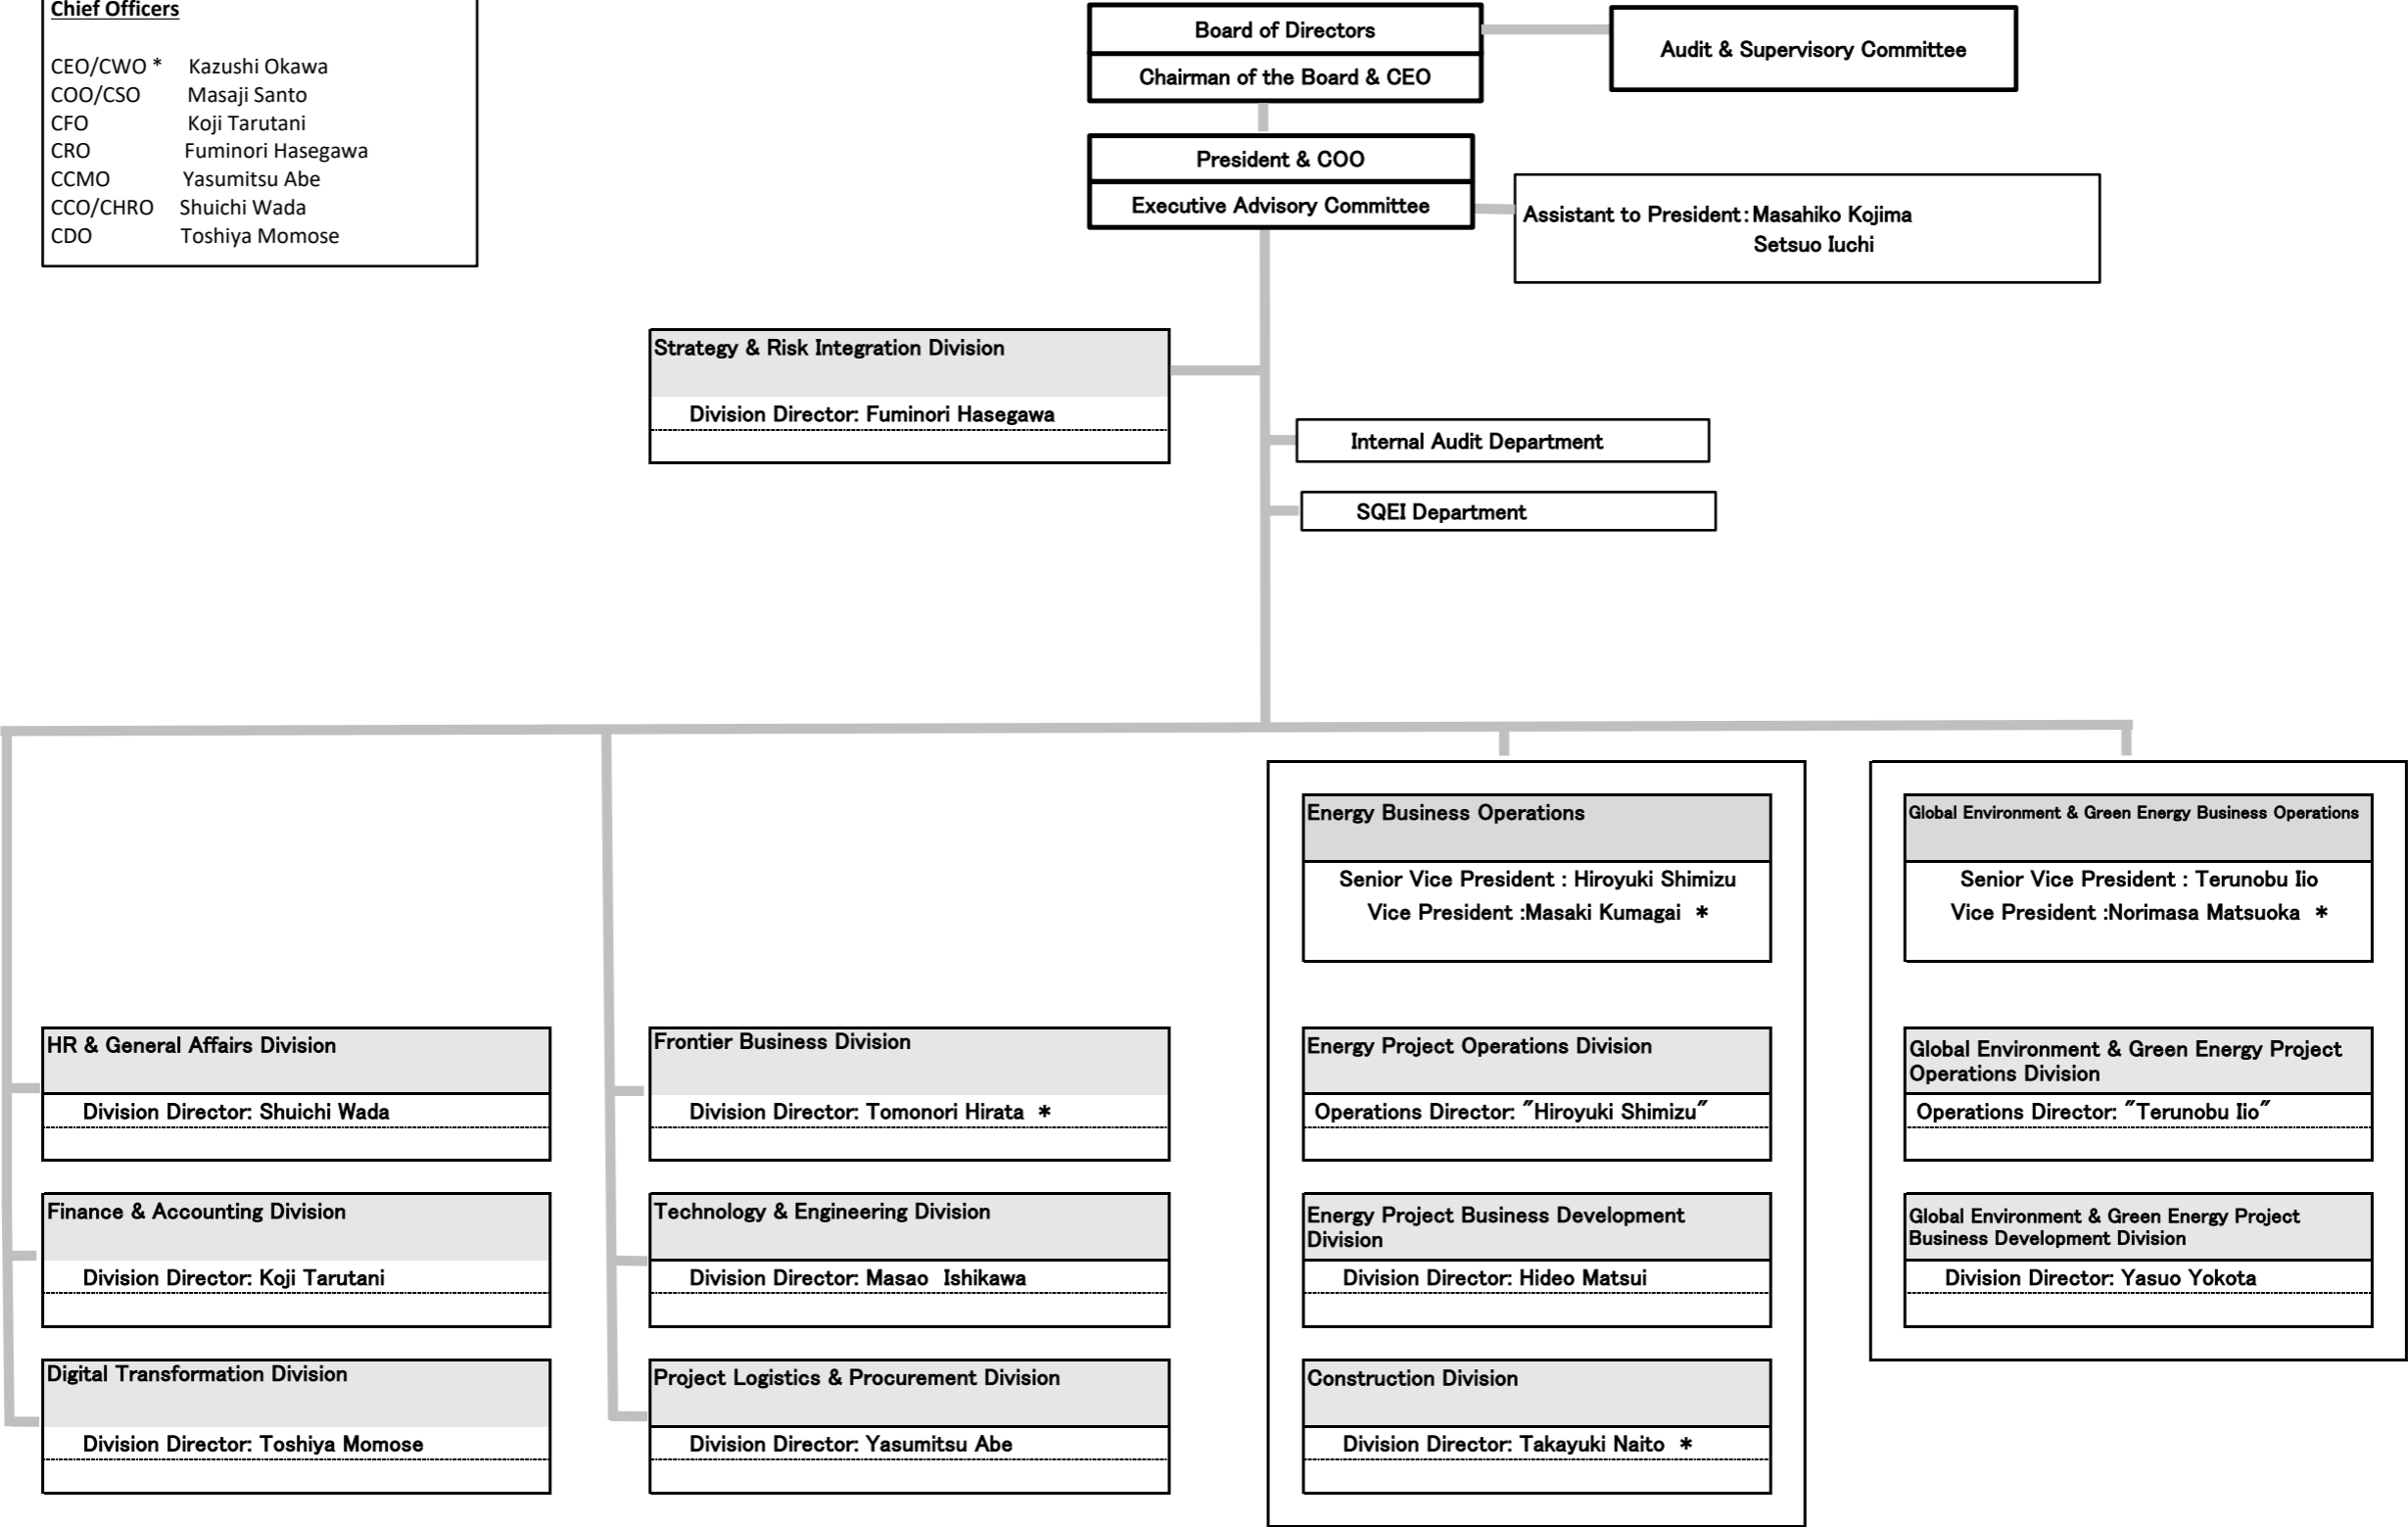 Chief Officers
CEO/CWO * Kazushi Okawa
COO/CSO Masaji Santo
CFO Koji Tarutani
CRO Fuminori Hasegawa
CCMO Yasumitsu Abe
CCO/CHRO Shuichi Wada
CDO Toshiya Momose
Board of Directors
Chairman of the Board & CEO
Audit & Supervisory Committee
President & COO
Executive Advisory Committee
Assistant to President：Masahiko Kojima
Setsuo Iuchi
Strategy & Risk Integration Division
Division Director: Fuminori Hasegawa
Internal Audit Department
SQEI Department
HR & General Affairs Division
Division Director: Shuichi Wada
Finance & Accounting Division
Division Director: Koji Tarutani
Digital Transformation Division
Division Director: Toshiya Momose
Frontier Business Division
Division Director: Tomonori Hirata *
Technology & Engineering Division
Division Director: Masao Ishikawa
Project Logistics & Procurement Division
Division Director: Yasumitsu Abe
Energy Business Operations
Senior Vice President : Hiroyuki Shimizu
Vice President :Masaki Kumagai *
Energy Project Operations Division
Operations Director: "Hiroyuki Shimizu"
Energy Project Business Development
Division
Division Director: Hideo Matsui
Construction Division
Division Director: Takayuki Naito *
Global Environment & Green Energy Business Operations
Senior Vice President : Terunobu Iio
Vice President :Norimasa Matsuoka *
Global Environment & Green Energy Project
Operations Division
Operations Director: "Terunobu Iio"
Global Environment & Green Energy Project
Business Development Division
Division Director: Yasuo Yokota